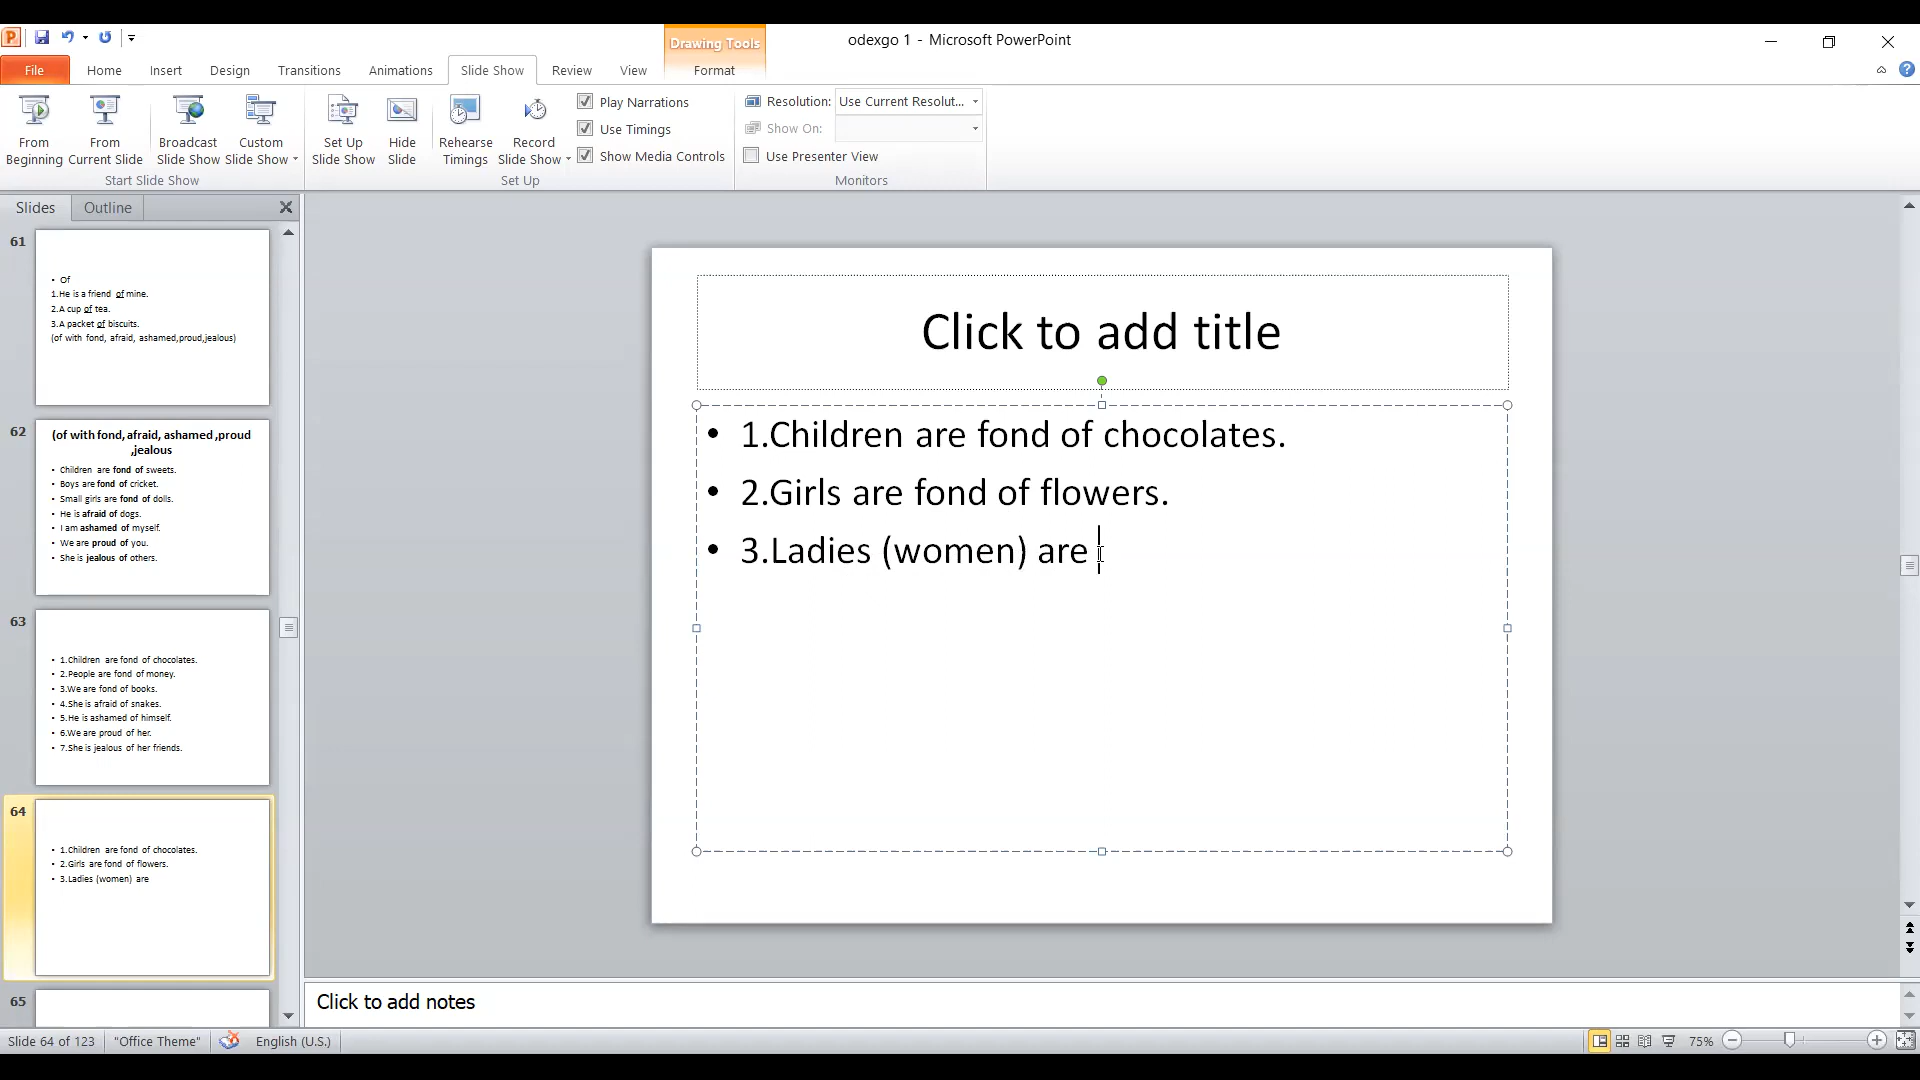 odexgo 1 - Microsoft PowerPoint
Drawing Tools
File Home Insert Design Transitions Animations Slide Show Review View Format
From Beginning
From Current Slide
Broadcast Slide Show
Custom Slide Show
Start Slide Show
Set Up Slide Show
Hide Slide
Rehearse Timings
Record Slide Show
Play Narrations
Use Timings
Show Media Controls
Set Up
Resolution: Use Current Resolut...
Show On:
Use Presenter View
Monitors
Slides Outline
61
• Of
1.He is a friend of mine.
2.A cup of tea.
3.A packet of biscuits.
(of with fond, afraid, ashamed,proud,jealous)
62
(of with fond, afraid, ashamed ,proud
,jealous
• Children are fond of sweets.
• Boys are fond of cricket.
• Small girls are fond of dolls.
• He is afraid of dogs.
• I am ashamed of myself.
• We are proud of you.
• She is jealous of others.
63
• 1.Children are fond of chocolates.
• 2.People are fond of money.
• 3.We are fond of books.
• 4.She is afraid of snakes.
• 5.He is ashamed of himself.
• 6.We are proud of her.
• 7.She is jealous of her friends.
64
• 1.Children are fond of chocolates.
• 2.Girls are fond of flowers.
• 3.Ladies (women) are
65
Click to add title
• 1.Children are fond of chocolates.
• 2.Girls are fond of flowers.
• 3.Ladies (women) are
Click to add notes
Slide 64 of 123 "Office Theme" English (U.S.) 75%